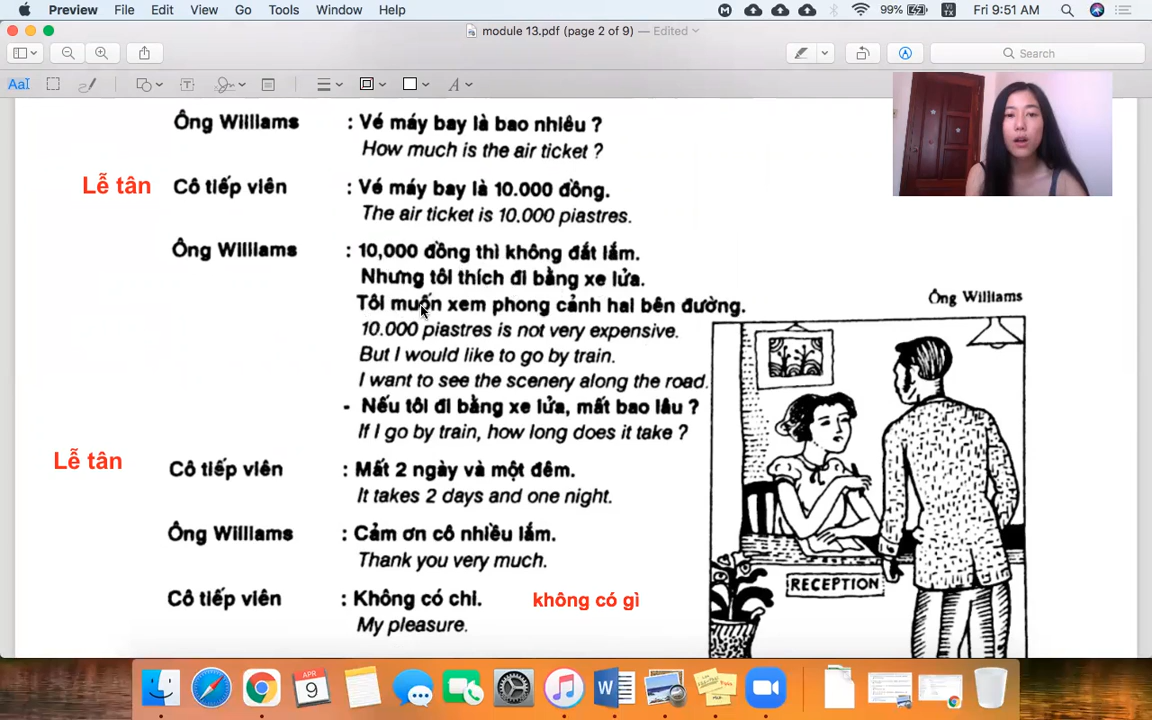 Preview File Edit View Go Tools Window Help 99% VI TX Fri 9:51 AM
module 13.pdf (page 2 of 9) — Edited
Search
AaI T A
Ông Williams : Vé máy bay là bao nhiêu ?
How much is the air ticket ?
Lễ tân Cô tiếp viên : Vé máy bay là 10.000 đồng.
The air ticket is 10.000 piastres.
Ông Williams : 10,000 đồng thì không đắt lắm.
Nhưng tôi thích đi bằng xe lửa.
Tôi muốn xem phong cảnh hai bên đường.
Ông Williams
10.000 piastres is not very expensive.
But I would like to go by train.
I want to see the scenery along the road.
- Nếu tôi đi bằng xe lửa, mất bao lâu ?
If I go by train, how long does it take ?
Lễ tân Cô tiếp viên : Mất 2 ngày và một đêm.
It takes 2 days and one night.
Ông Williams : Cảm ơn cô nhiều lắm.
Thank you very much.
RECEPTION
Cô tiếp viên : Không có chi. không có gì
My pleasure.
APR
9
W